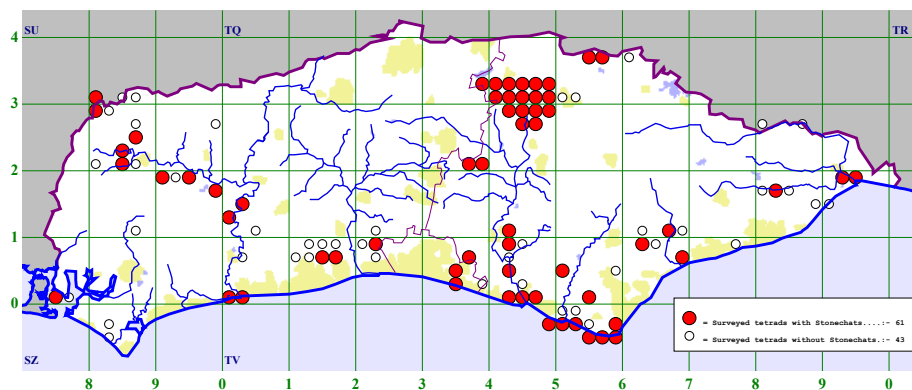 SU TQ TR
4
3
2
1
0
= Surveyed tetrads with Stonechats....:- 61
= Surveyed tetrads without Stonechats.:- 43
SZ TV
8 9 0 1 2 3 4 5 6 7 8 9 0